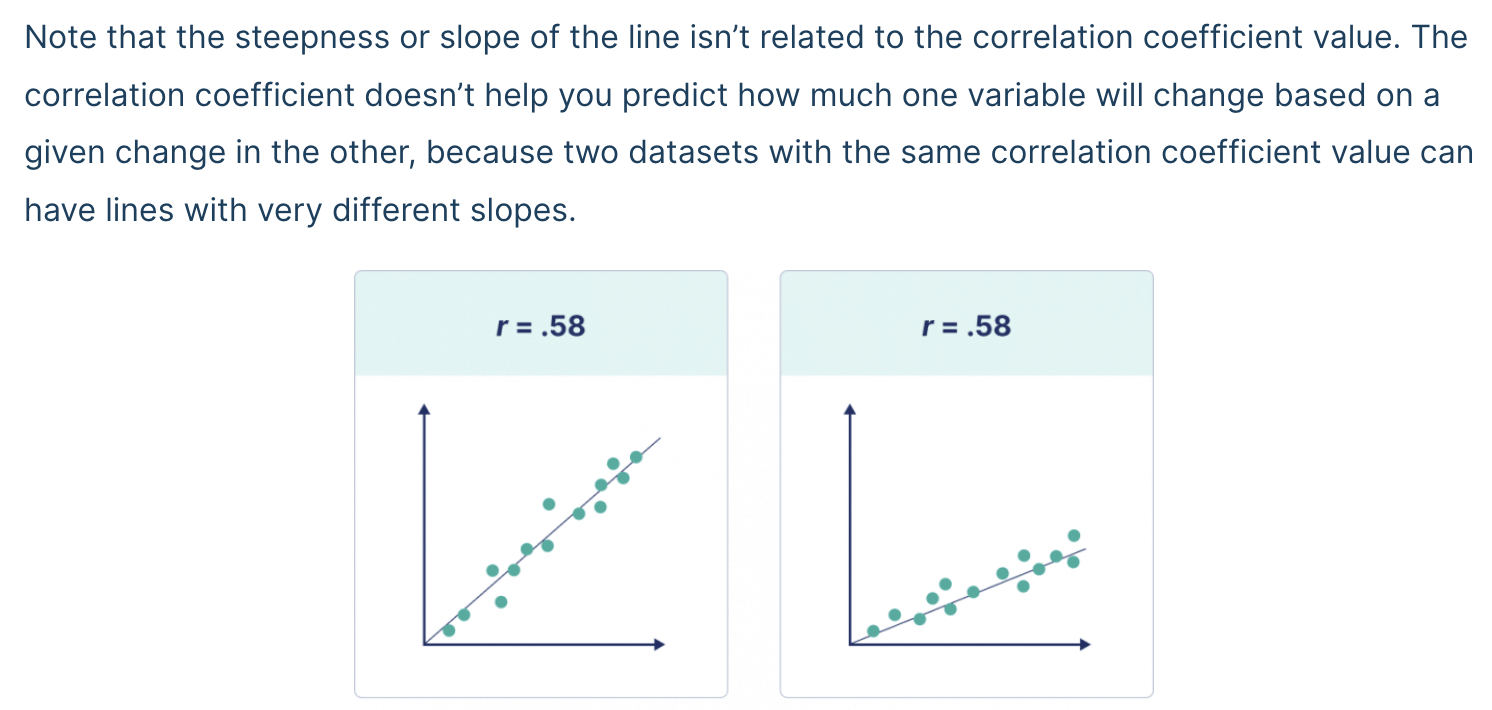 Note that the steepness or slope of the line isn’t related to the correlation coefficient value. The
correlation coefficient doesn’t help you predict how much one variable will change based on a
given change in the other, because two datasets with the same correlation coefficient value can
have lines with very different slopes.
r = .58
r = .58